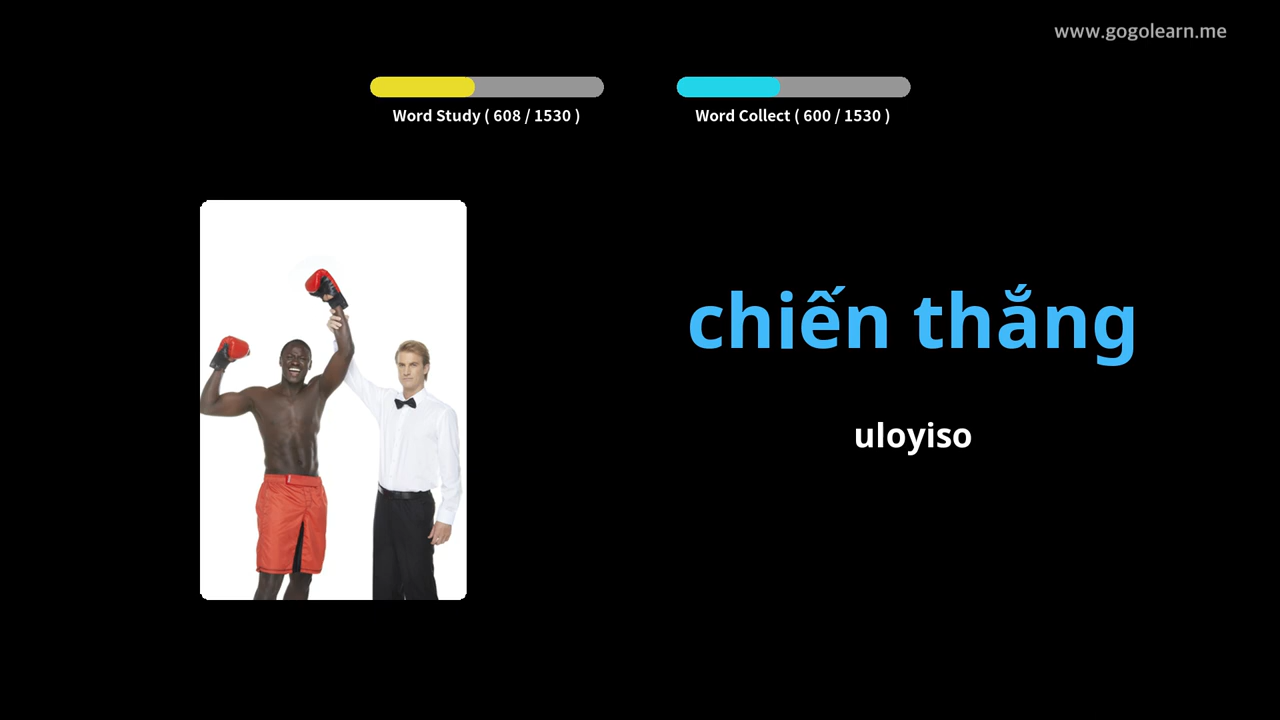 www.gogolearn.me
Word Study ( 608 / 1530 )
Word Collect ( 600 / 1530 )
chiến thắng
uloyiso